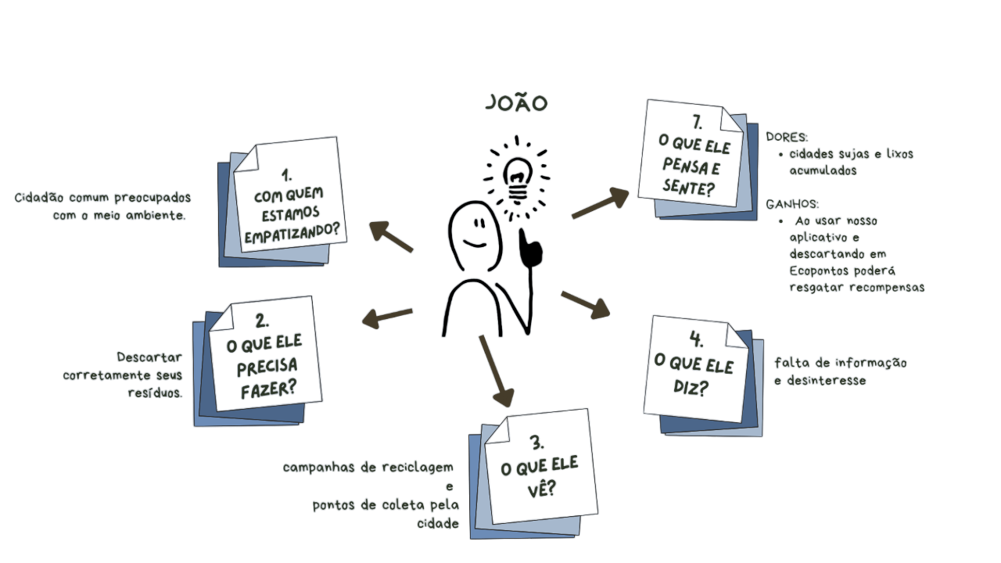 JOÃO
1.
COM QUEM
ESTAMOS
EMPATIZANDO?
Cidadão comum preocupados
com o meio ambiente.
2.
O QUE ELE
PRECISA
FAZER?
Descartar
corretamente seus
resíduos.
3.
O QUE ELE
VÊ?
campanhas de reciclagem
e
pontos de coleta pela
cidade
4.
O QUE ELE
DIZ?
falta de informação
e desinteresse
7.
O QUE ELE
PENSA E
SENTE?
DORES:
• cidades sujas e lixos
acumulados
GANHOS:
• Ao usar nosso
aplicativo e
descartando em
Ecopontos poderá
resgatar recompensas